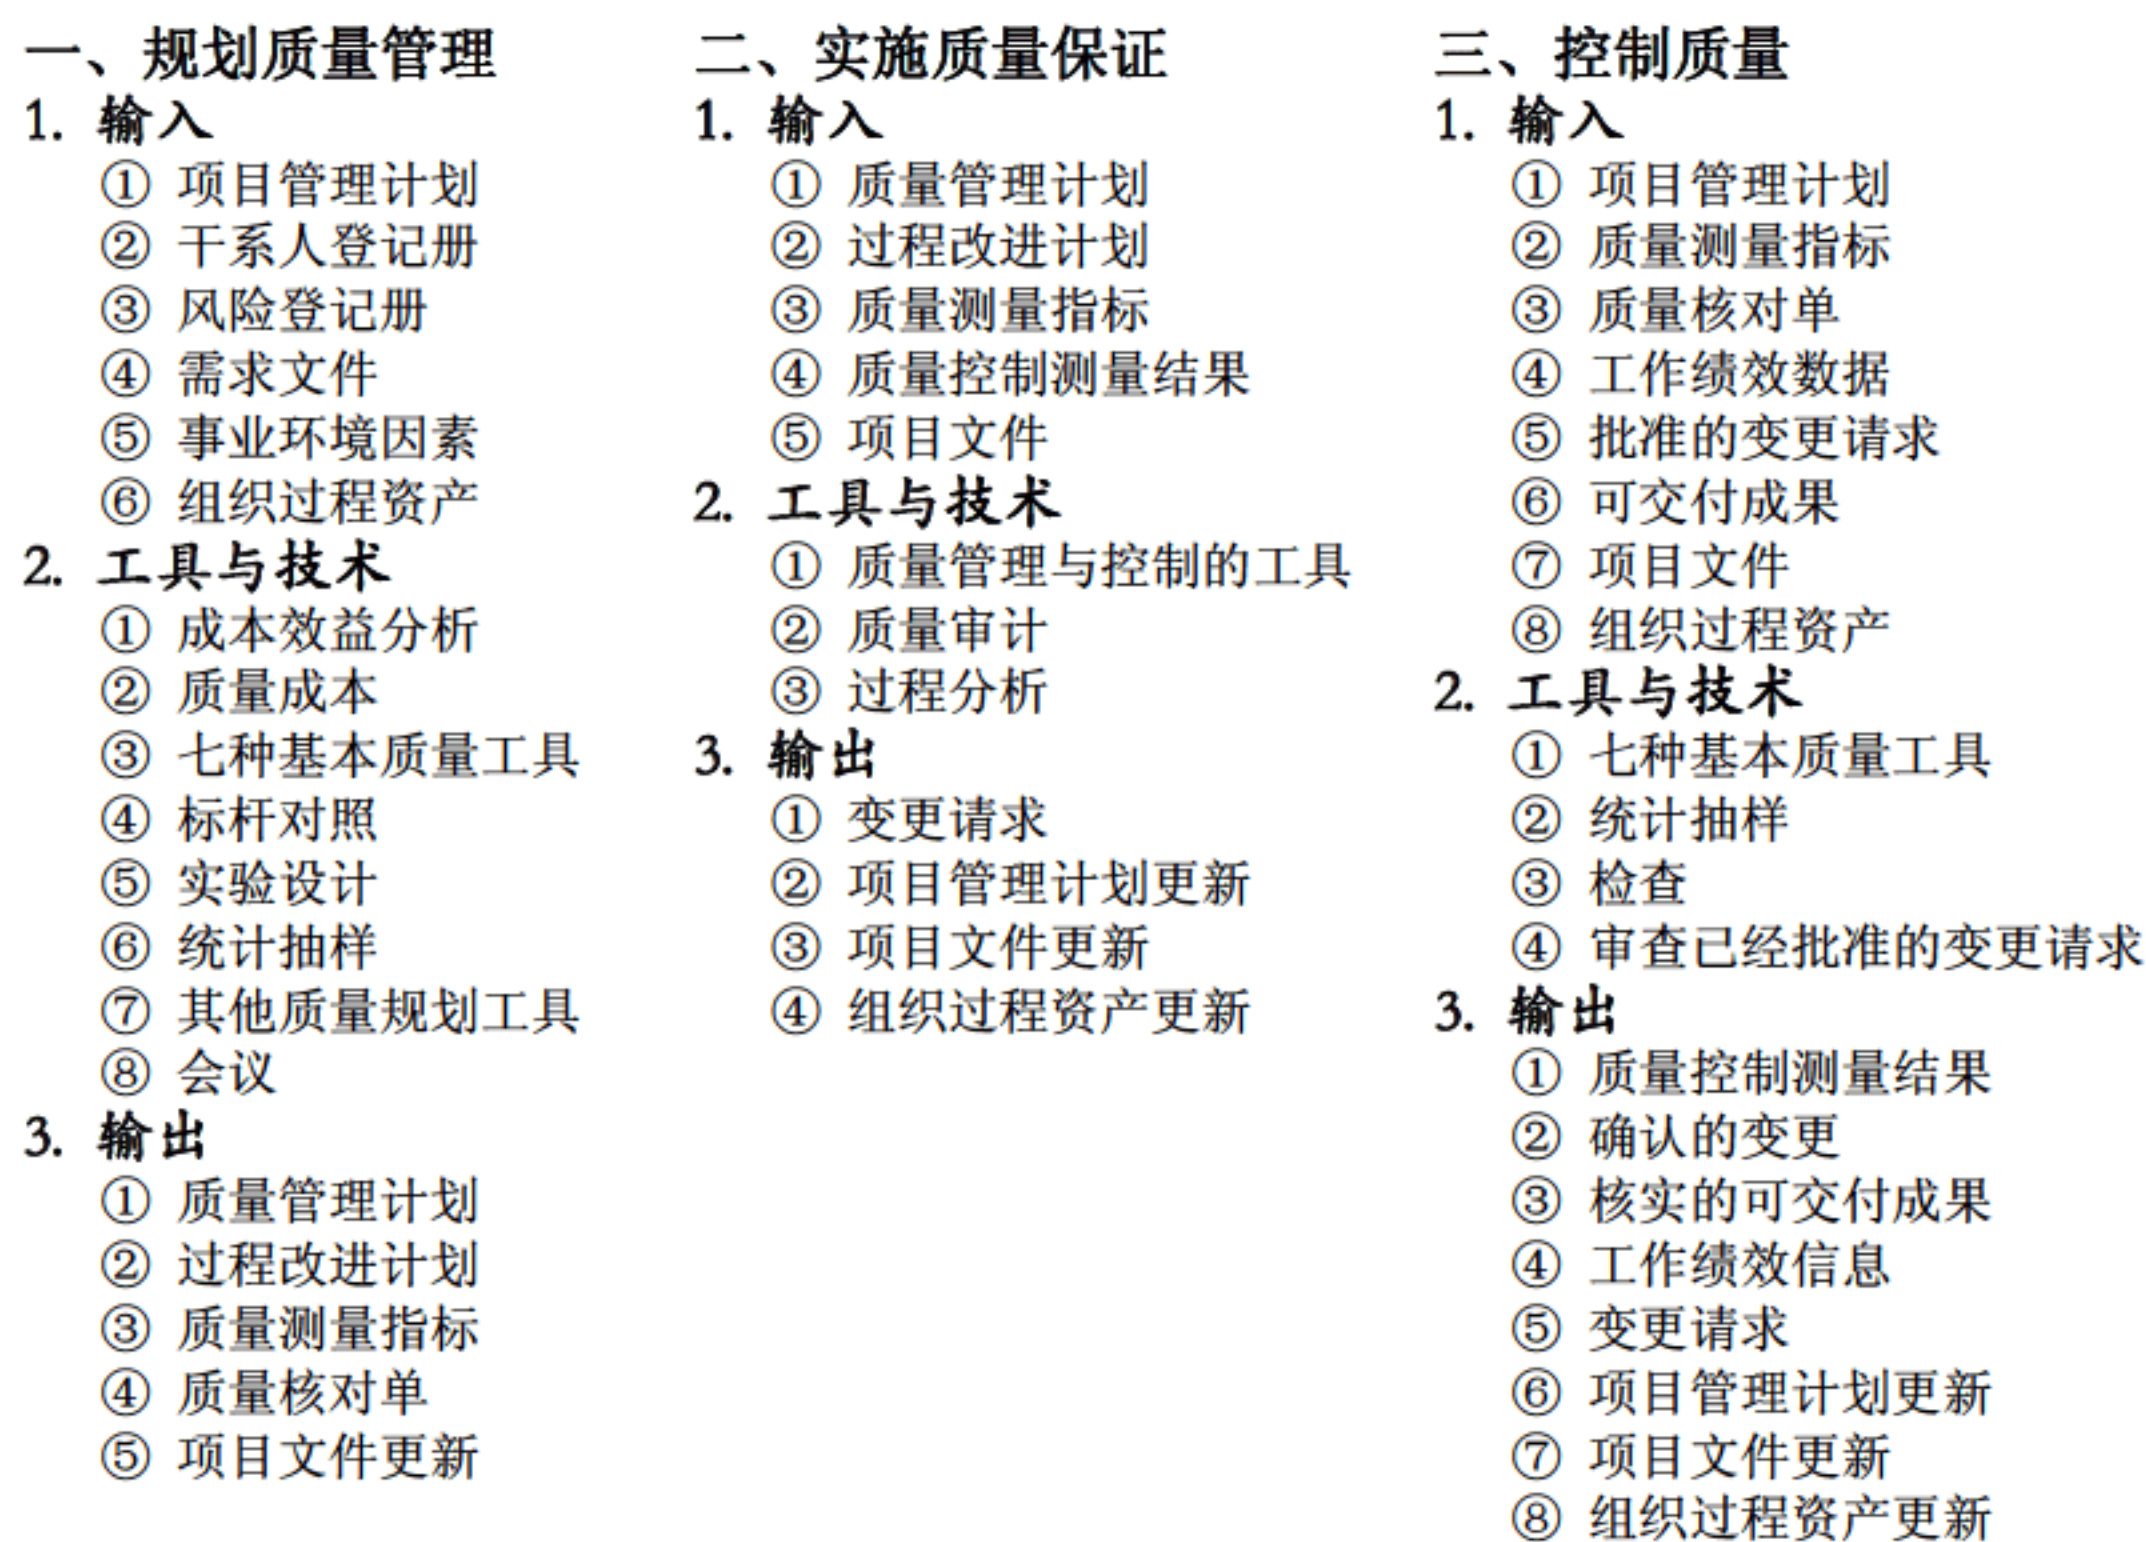 一、规划质量管理
1. 输入
① 项目管理计划
② 干系人登记册
③ 风险登记册
④ 需求文件
⑤ 事业环境因素
⑥ 组织过程资产
2. 工具与技术
① 成本效益分析
② 质量成本
③ 七种基本质量工具
④ 标杆对照
⑤ 实验设计
⑥ 统计抽样
⑦ 其他质量规划工具
⑧ 会议
3. 输出
① 质量管理计划
② 过程改进计划
③ 质量测量指标
④ 质量核对单
⑤ 项目文件更新
二、实施质量保证
1. 输入
① 质量管理计划
② 过程改进计划
③ 质量测量指标
④ 质量控制测量结果
⑤ 项目文件
2. 工具与技术
① 质量管理与控制的工具
② 质量审计
③ 过程分析
3. 输出
① 变更请求
② 项目管理计划更新
③ 项目文件更新
④ 组织过程资产更新
三、控制质量
1. 输入
① 项目管理计划
② 质量测量指标
③ 质量核对单
④ 工作绩效数据
⑤ 批准的变更请求
⑥ 可交付成果
⑦ 项目文件
⑧ 组织过程资产
2. 工具与技术
① 七种基本质量工具
② 统计抽样
③ 检查
④ 审查已经批准的变更请求
3. 输出
① 质量控制测量结果
② 确认的变更
③ 核实的可交付成果
④ 工作绩效信息
⑤ 变更请求
⑥ 项目管理计划更新
⑦ 项目文件更新
⑧ 组织过程资产更新